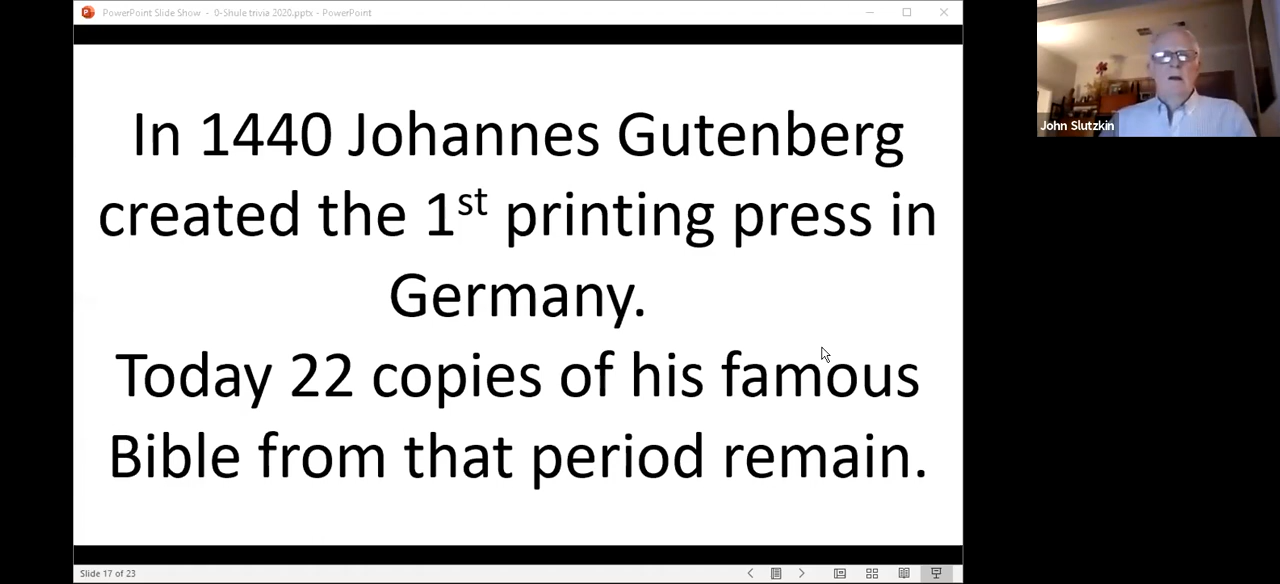 PowerPoint Slide Show - 0-Shule trivia 2020.pptx - PowerPoint
In 1440 Johannes Gutenberg
created the 1st printing press in
Germany.
Today 22 copies of his famous
Bible from that period remain.
John Slutzkin
Slide 17 of 23